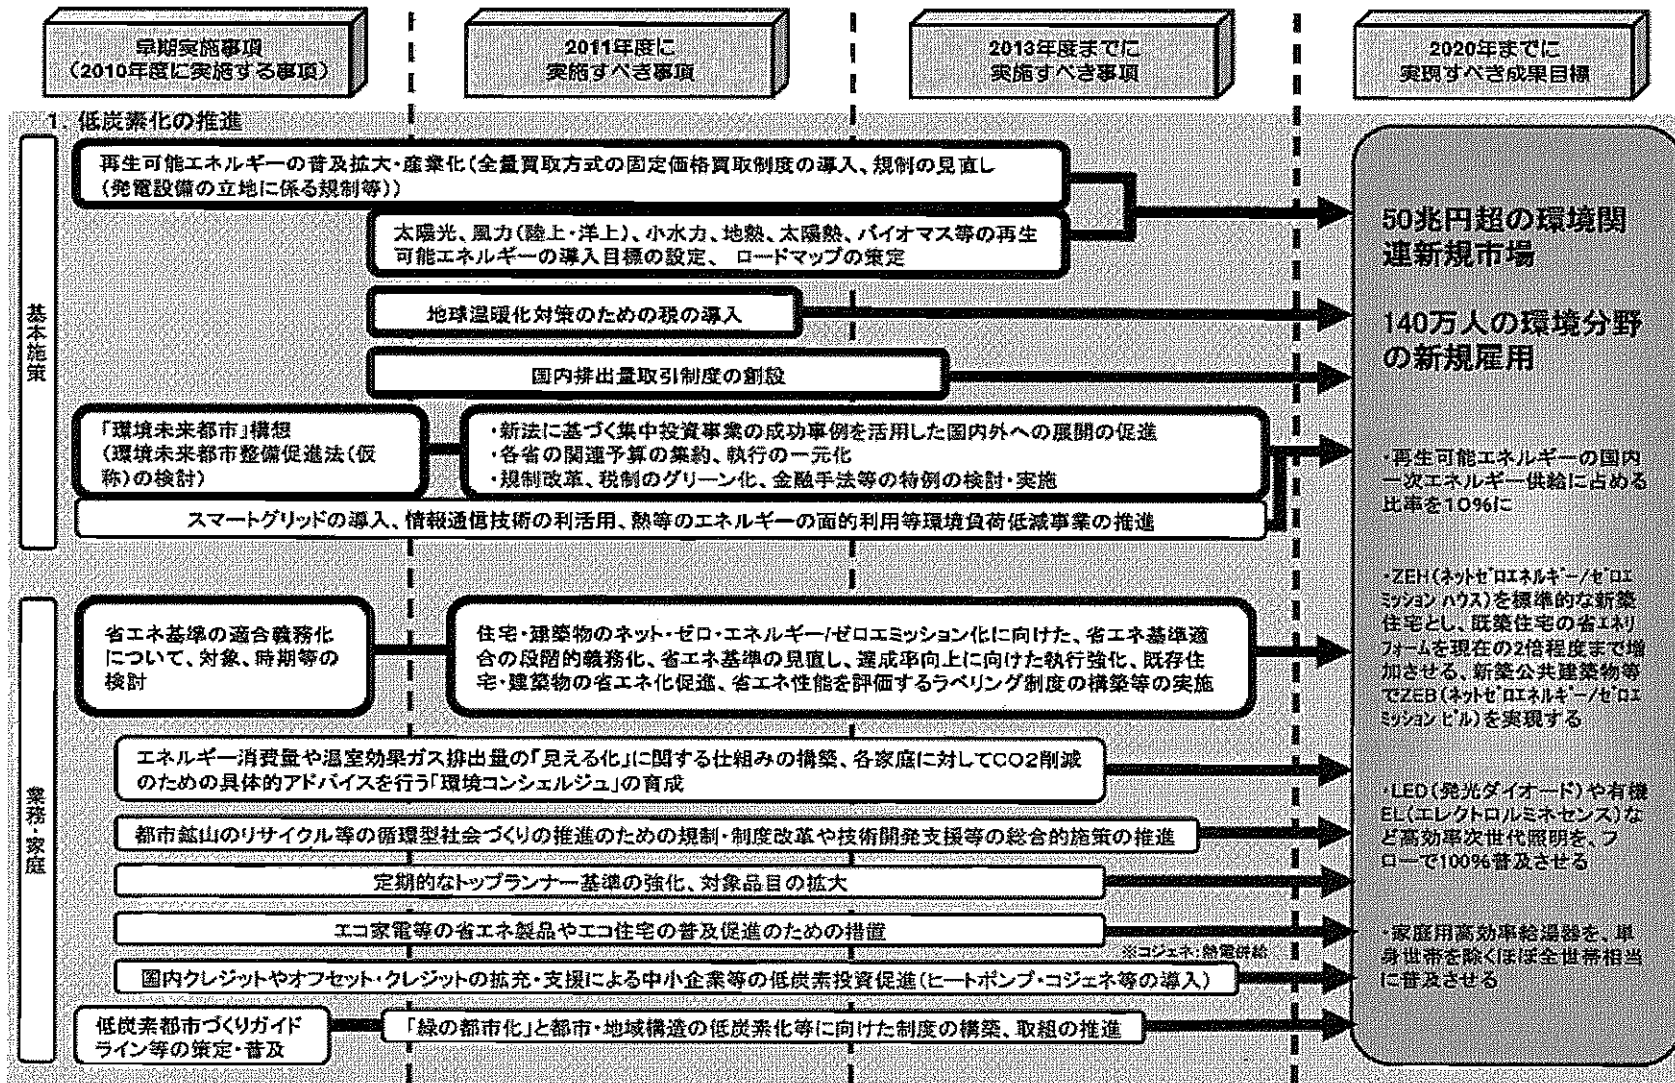 早期実施事項
(2010年度に実施する事項)
2011年度に
実施すべき事項
2013年度までに
実施すべき事項
2020年までに
実現すべき成果目標
1. 低炭素化の推進
基本施策
再生可能エネルギーの普及拡大・産業化(全量買取方式の固定価格買取制度の導入、規制の見直し
(発電設備の立地に係る規制等))
太陽光、風力(陸上・洋上)、小水力、地熱、太陽熱、バイオマス等の再生
可能エネルギーの導入目標の設定、 ロードマップの策定
地球温暖化対策のための税の導入
国内排出量取引制度の創設
「環境未来都市」構想
(環境未来都市整備促進法(仮
称)の検討)
・新法に基づく集中投資事業の成功事例を活用した国内外への展開の促進
・各省の関連予算の集約、執行の一元化
・規制改革、税制のグリーン化、金融手法等の特例の検討・実施
スマートグリッドの導入、情報通信技術の利活用、熱等のエネルギーの面的利用等環境負荷低減事業の推進
業務・家庭
省エネ基準の適合義務化
について、対象、時期等の
検討
住宅・建築物のネット・ゼロ・エネルギー/ゼロエミッション化に向けた、省エネ基準適
合の段階的義務化、省エネ基準の見直し、達成率向上に向けた執行強化、既存住
宅・建築物の省エネ化促進、省エネ性能を評価するラベリング制度の構築等の実施
エネルギー消費量や温室効果ガス排出量の「見える化」に関する仕組みの構築、各家庭に対してCO2削減
のための具体的アドバイスを行う「環境コンシェルジュ」の育成
都市鉱山のリサイクル等の循環型社会づくりの推進のための規制・制度改革や技術開発支援等の総合的施策の推進
定期的なトップランナー基準の強化、対象品目の拡大
エコ家電等の省エネ製品やエコ住宅の普及促進のための措置
※コジェネ:熱電併給
国内クレジットやオフセット・クレジットの拡充・支援による中小企業等の低炭素投資促進(ヒートポンプ・コジェネ等の導入)
低炭素都市づくりガイド
ライン等の策定・普及
「緑の都市化」と都市・地域構造の低炭素化等に向けた制度の構築、取組の推進
50兆円超の環境関
連新規市場
140万人の環境分野
の新規雇用
・再生可能エネルギーの国内
一次エネルギー供給に占める
比率を10%に
・ZEH(ネットゼロエネルギー/ゼロエ
ミッション ハウス)を標準的な新築
住宅とし、既築住宅の省エネリ
フォームを現在の2倍程度まで増
加させる、新築公共建築物等
でZEB(ネットゼロエネルギー/ゼロエ
ミッション ビル)を実現する
・LED(発光ダイオード)や有機
EL(エレクトロルミネセンス)な
ど高効率次世代照明を、フ
ローで100%普及させる
・家庭用高効率給湯器を、単
身世帯を除くほぼ全世帯相当
に普及させる